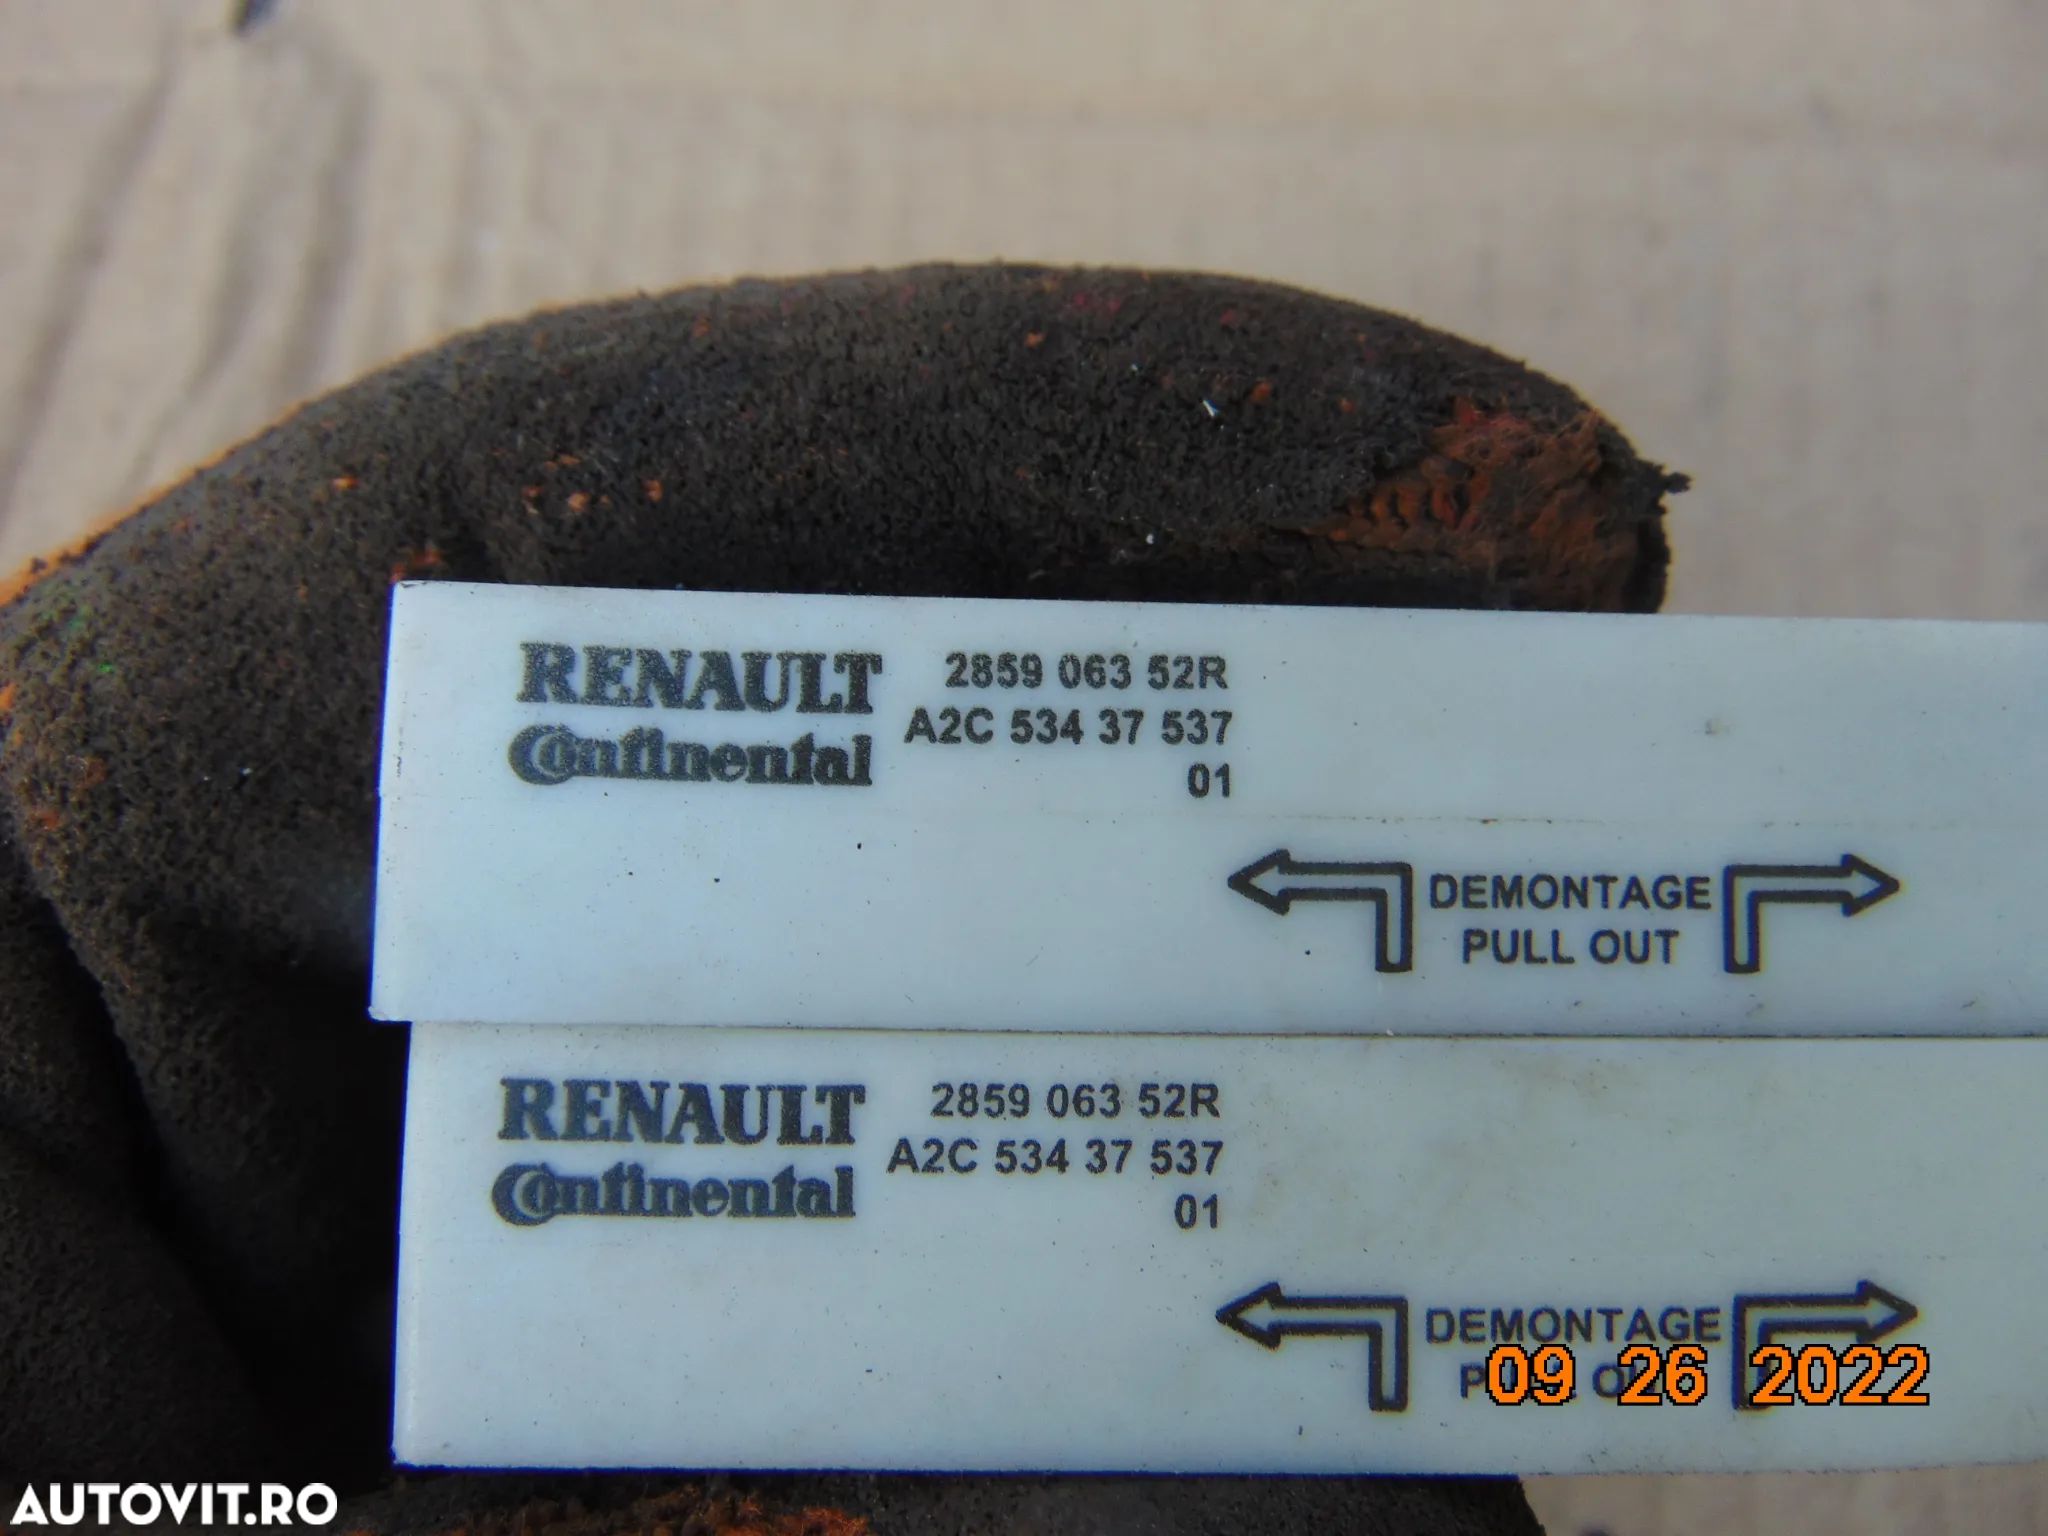 RENAULT 2859 063 52R
Continental A2C 534 37 537
01
DEMONTAGE
PULL OUT
RENAULT 2859 063 52R
Continental A2C 534 37 537
01
DEMONTAGE
09 26 2022
AUTOVIT.RO